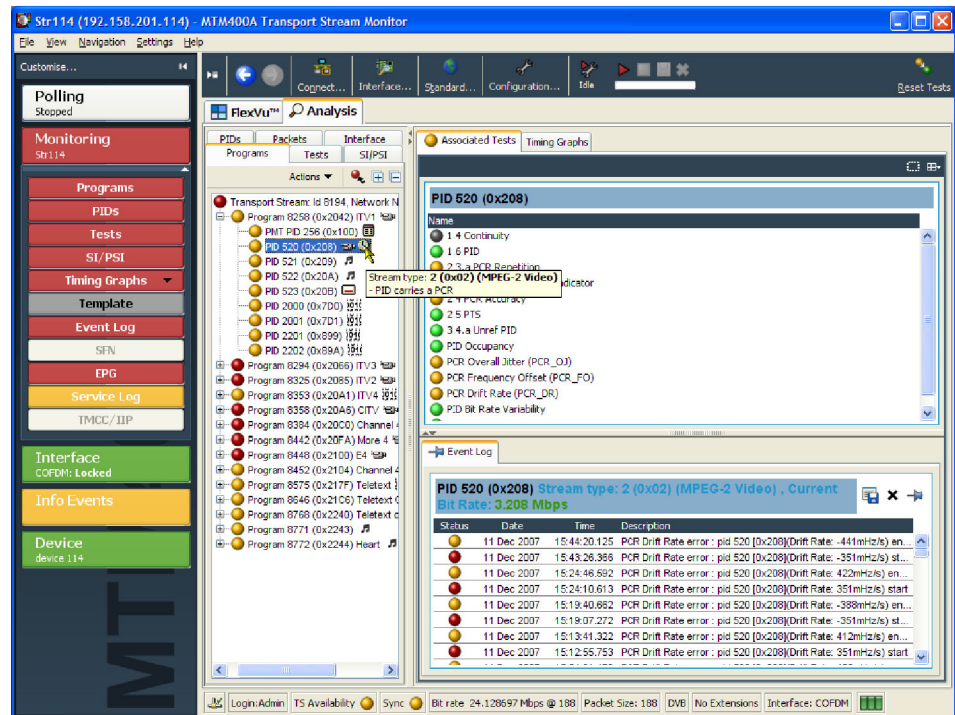 Str114 (192.158.201.114) - MTM400A Transport Stream Monitor
File View Navigation Settings Help
Customise...
Connect... Interface... Standard... Configuration... Idle Reset Tests
Polling
Stopped
Monitoring
Str114
Programs
PIDs
Tests
SI/PSI
Timing Graphs
Template
Event Log
SFN
EPG
Service Log
TMCC/IIP
Interface
COFDM: Locked
Info Events
Device
device 114
MTM
FlexVu™ Analysis
PIDs Packets Interface
Programs Tests SI/PSI
Actions
Transport Stream: Id 8194, Network N
Program 8258 (0x2042) ITV1
PMT PID 256 (0x100)
PID 520 (0x208)
PID 521 (0x209)
PID 522 (0x20A)
PID 523 (0x20B)
PID 2000 (0x7D0)
PID 2001 (0x7D1)
PID 2201 (0x899)
PID 2202 (0x89A)
Program 8294 (0x2066) ITV3
Program 8325 (0x2085) ITV2
Program 8353 (0x20A1) ITV4
Program 8358 (0x20A6) CITV
Program 8384 (0x20C0) Channel 4
Program 8442 (0x20FA) More 4
Program 8448 (0x2100) E4
Program 8452 (0x2104) Channel 4
Program 8575 (0x217F) Teletext
Program 8646 (0x21C6) Teletext
Program 8768 (0x2240) Teletext
Program 8771 (0x2243)
Program 8772 (0x2244) Heart
Stream type: 2 (0x02) (MPEG-2 Video)
- PID carries a PCR
Associated Tests Timing Graphs
PID 520 (0x208)
Name
1 4 Continuity
1 6 PID
2 3.a PCR Repetition
dicator
2 4 PCR Accuracy
2 5 PTS
3 4.a Unref PID
PID Occupancy
PCR Overall Jitter (PCR_OJ)
PCR Frequency Offset (PCR_FO)
PCR Drift Rate (PCR_DR)
PID Bit Rate Variability
Event Log
PID 520 (0x208) Stream type: 2 (0x02) (MPEG-2 Video) , Current
Bit Rate: 3.208 Mbps
Status Date Time Description
11 Dec 2007 15:44:20.125 PCR Drift Rate error : pid 520 [0x208](Drift Rate: -441mHz/s) en...
11 Dec 2007 15:43:26.366 PCR Drift Rate error : pid 520 [0x208](Drift Rate: -351mHz/s) st...
11 Dec 2007 15:24:46.592 PCR Drift Rate error : pid 520 [0x208](Drift Rate: 422mHz/s) en...
11 Dec 2007 15:24:10.613 PCR Drift Rate error : pid 520 [0x208](Drift Rate: 351mHz/s) start
11 Dec 2007 15:19:40.662 PCR Drift Rate error : pid 520 [0x208](Drift Rate: -388mHz/s) en...
11 Dec 2007 15:19:07.272 PCR Drift Rate error : pid 520 [0x208](Drift Rate: -351mHz/s) st...
11 Dec 2007 15:13:41.322 PCR Drift Rate error : pid 520 [0x208](Drift Rate: 412mHz/s) en...
11 Dec 2007 15:12:55.753 PCR Drift Rate error : pid 520 [0x208](Drift Rate: 351mHz/s) start
Login:Admin TS Availability Sync Bit rate 24.128697 Mbps @ 188 Packet Size: 188 DVB No Extensions Interface: COFDM